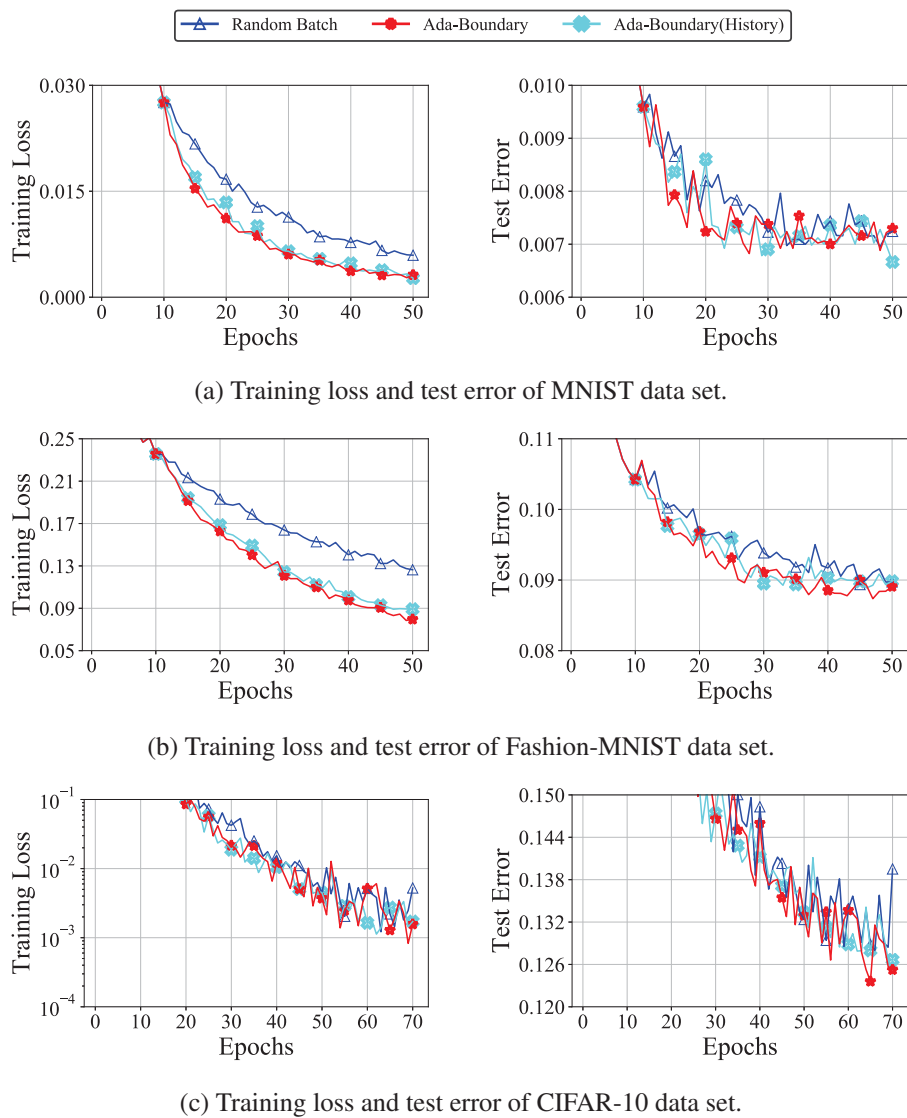 Random Batch Ada-Boundary Ada-Boundary(History)
0.030
0.015
0.000
Training Loss
0 10 20 30 40 50
Epochs
0.010
0.009
0.008
0.007
0.006
Test Error
0 10 20 30 40 50
Epochs
(a) Training loss and test error of MNIST data set.
0.25
0.21
0.17
0.13
0.09
0.05
Training Loss
0 10 20 30 40 50
Epochs
0.11
0.10
0.09
0.08
Test Error
0 10 20 30 40 50
Epochs
(b) Training loss and test error of Fashion-MNIST data set.
10⁻¹
10⁻²
10⁻³
10⁻⁴
Training Loss
0 10 20 30 40 50 60 70
Epochs
0.150
0.144
0.138
0.132
0.126
0.120
Test Error
0 10 20 30 40 50 60 70
Epochs
(c) Training loss and test error of CIFAR-10 data set.